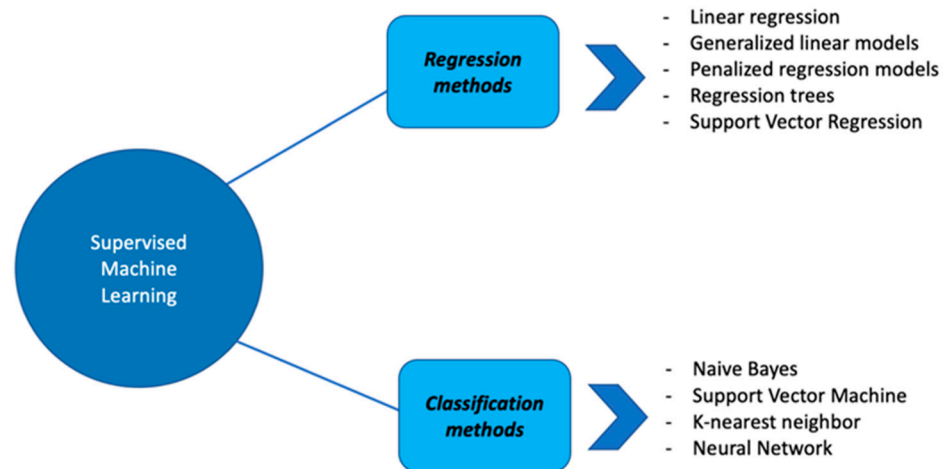 Supervised
Machine
Learning
Regression
methods
- Linear regression
- Generalized linear models
- Penalized regression models
- Regression trees
- Support Vector Regression
Classification
methods
- Naive Bayes
- Support Vector Machine
- K-nearest neighbor
- Neural Network